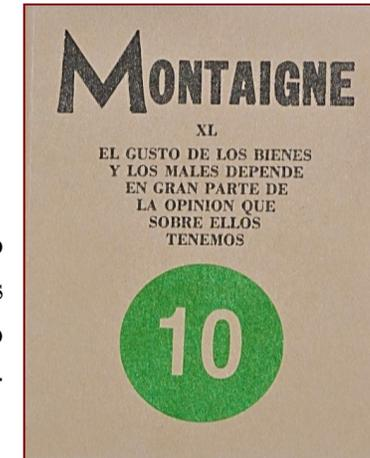 MONTAIGNE
XL
EL GUSTO DE LOS BIENES
Y LOS MALES DEPENDE
EN GRAN PARTE DE
LA OPINION QUE
SOBRE ELLOS
TENEMOS
10